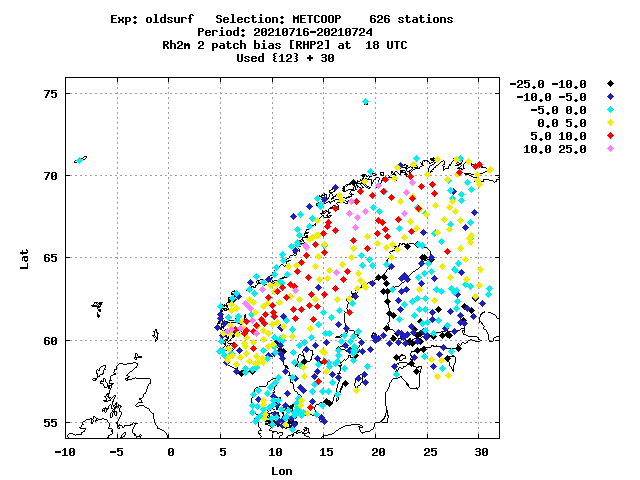 Exp: oldsurf   Selection: METCOOP    626 stations
Period: 20210716-20210724
Rh2m 2 patch bias [RHP2] at  18 UTC
Used {12} + 30
-25.0 -10.0
-10.0 -5.0
-5.0 0.0
0.0 5.0
5.0 10.0
10.0 25.0
75
70
65
60
55
Lat
-10 -5 0 5 10 15 20 25 30
Lon